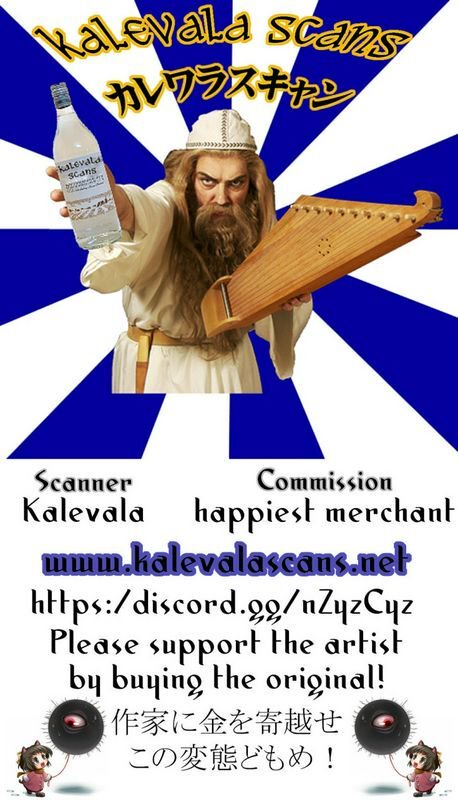 Kalevala scans
カレワラスキャン
Kalevala
scans
Scanner
Commission
Kalevala
happiest merchant
www.kalevalascans.net
https:/discord.gg/nZyzCyz
Please support the artist
by buying the original!
作家に金を寄越せ
この変態どもめ！